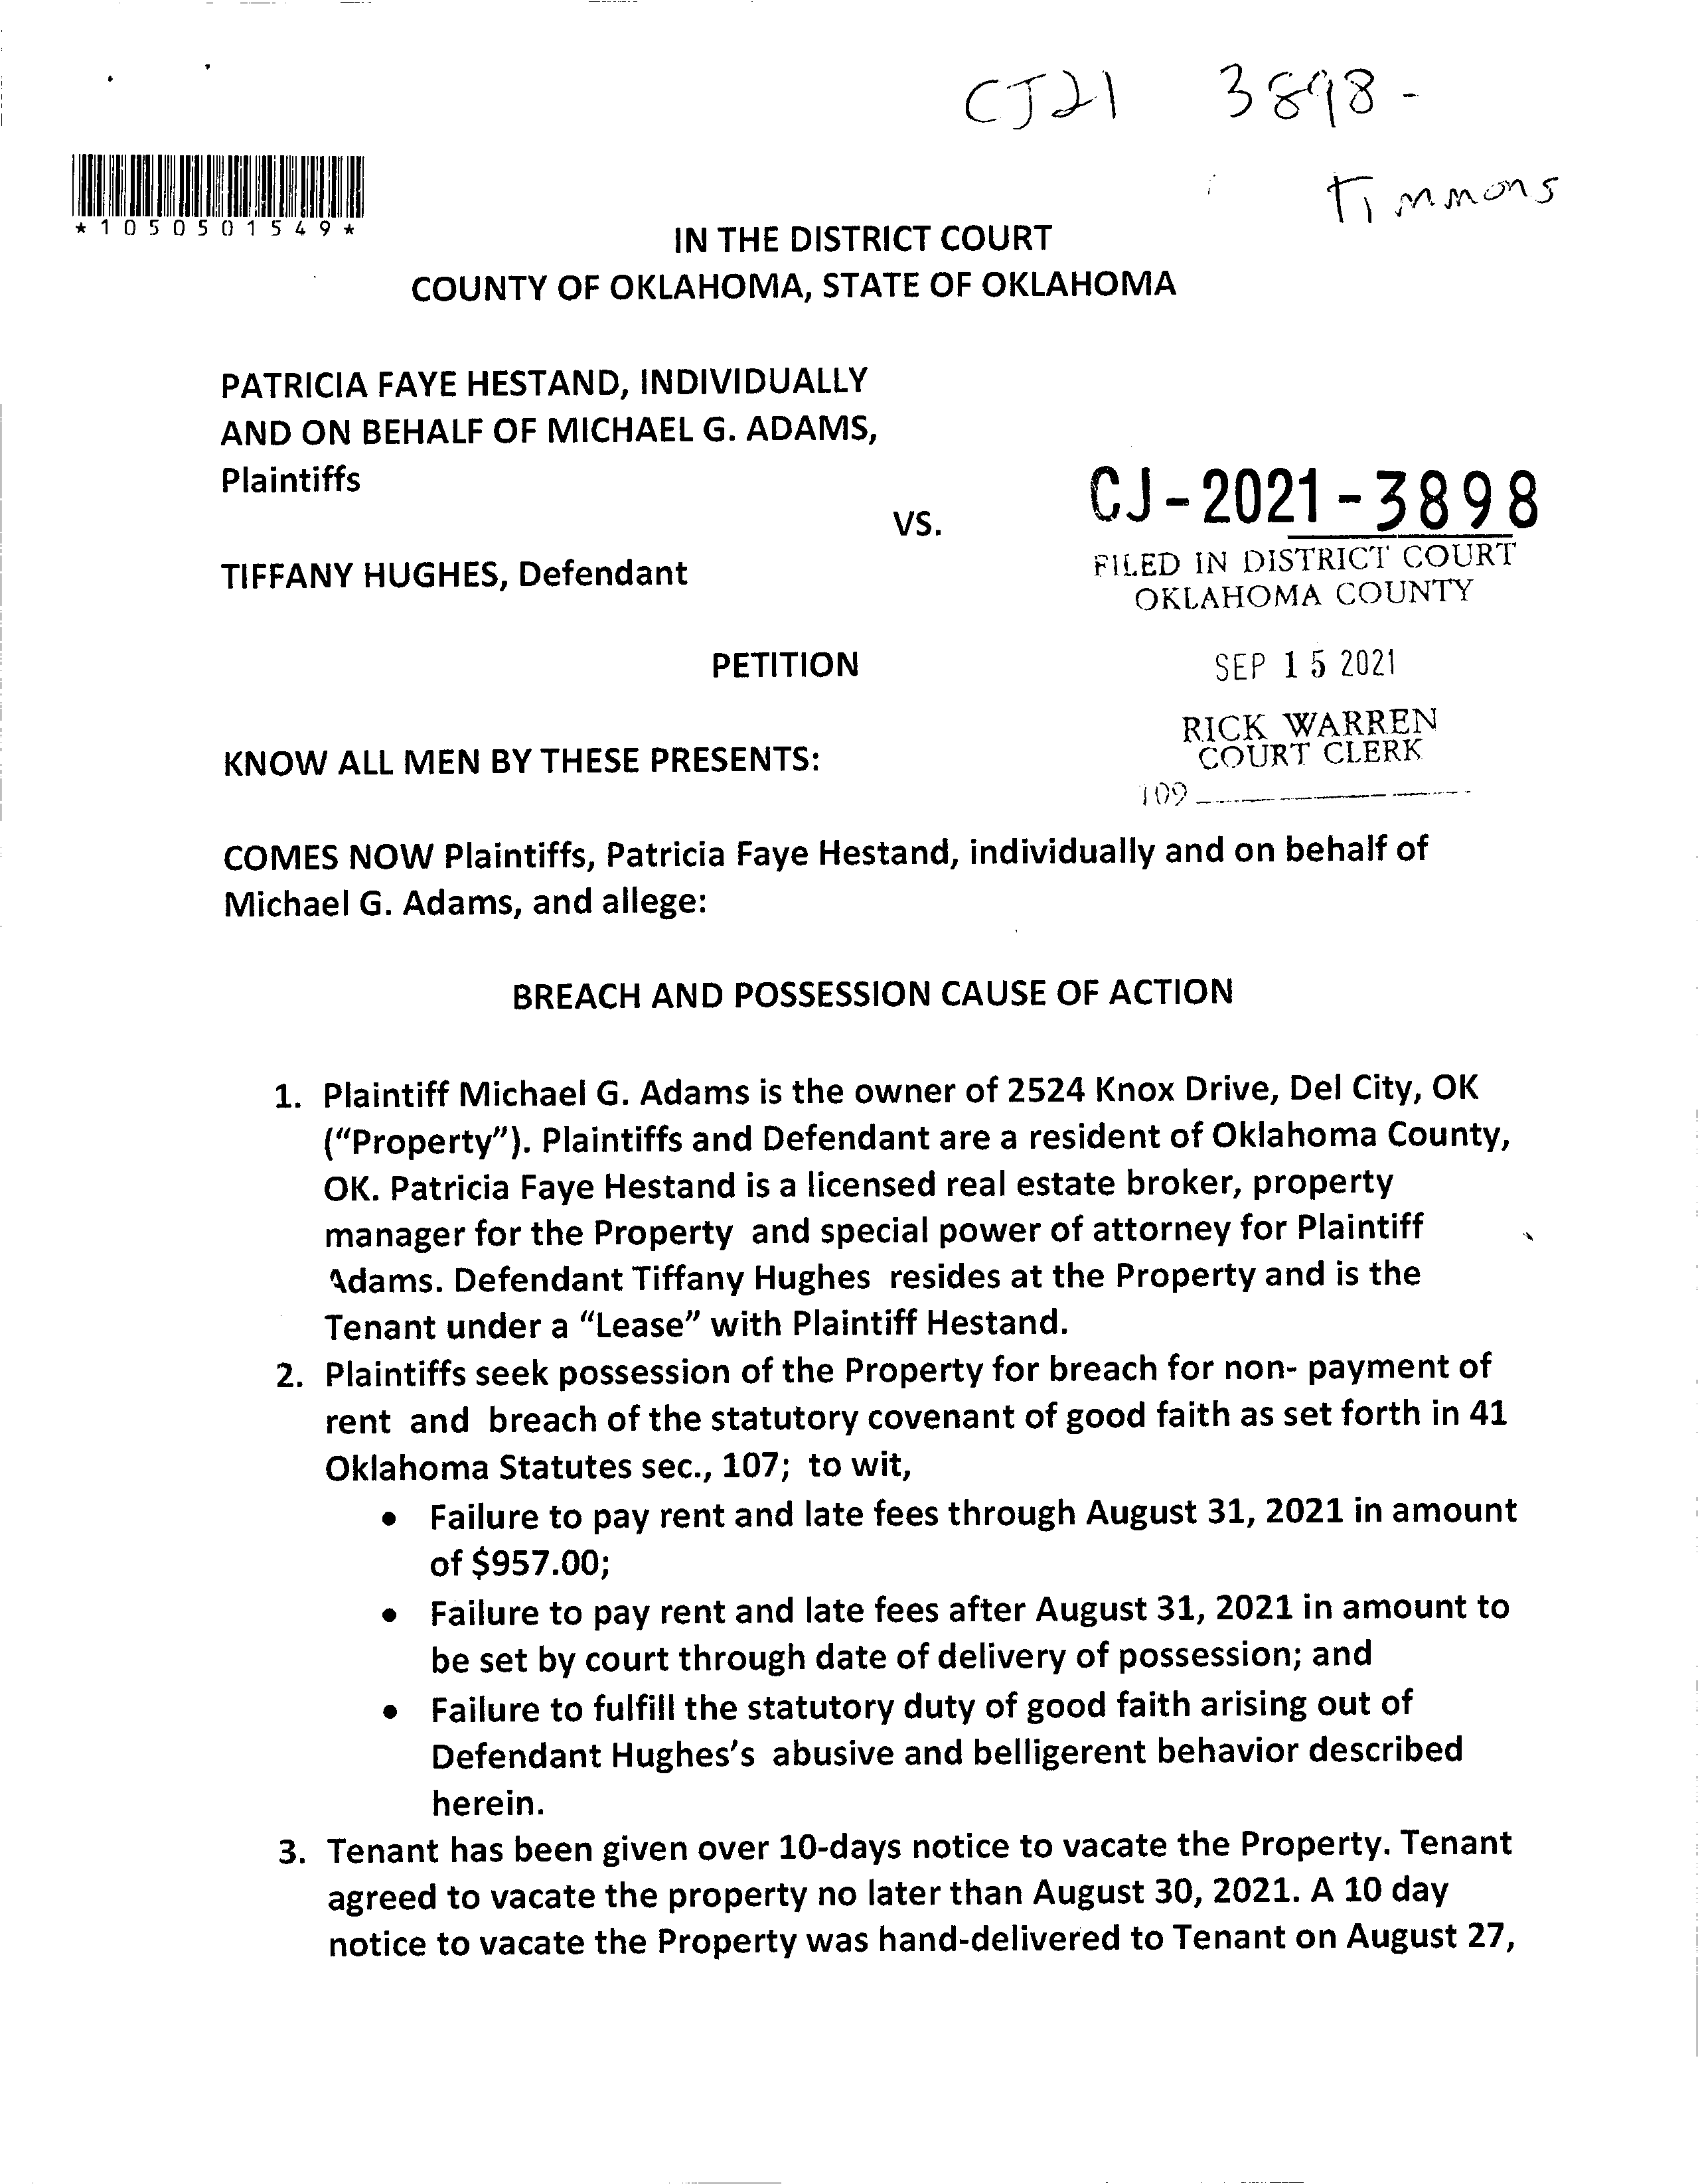 CJ21 3898-
Timmons
*1050501549*
IN THE DISTRICT COURT
COUNTY OF OKLAHOMA, STATE OF OKLAHOMA
PATRICIA FAYE HESTAND, INDIVIDUALLY
AND ON BEHALF OF MICHAEL G. ADAMS,
Plaintiffs
VS.
CJ-2021-3898
TIFFANY HUGHES, Defendant
FILED IN DISTRICT COURT
OKLAHOMA COUNTY
PETITION
SEP 15 2021
RICK WARREN
COURT CLERK
109
KNOW ALL MEN BY THESE PRESENTS:
COMES NOW Plaintiffs, Patricia Faye Hestand, individually and on behalf of
Michael G. Adams, and allege:
BREACH AND POSSESSION CAUSE OF ACTION
1. Plaintiff Michael G. Adams is the owner of 2524 Knox Drive, Del City, OK
("Property"). Plaintiffs and Defendant are a resident of Oklahoma County,
OK. Patricia Faye Hestand is a licensed real estate broker, property
manager for the Property and special power of attorney for Plaintiff
Adams. Defendant Tiffany Hughes resides at the Property and is the
Tenant under a "Lease" with Plaintiff Hestand.
2. Plaintiffs seek possession of the Property for breach for non- payment of
rent and breach of the statutory covenant of good faith as set forth in 41
Oklahoma Statutes sec., 107; to wit,
• Failure to pay rent and late fees through August 31, 2021 in amount
of $957.00;
• Failure to pay rent and late fees after August 31, 2021 in amount to
be set by court through date of delivery of possession; and
• Failure to fulfill the statutory duty of good faith arising out of
Defendant Hughes's abusive and belligerent behavior described
herein.
3. Tenant has been given over 10-days notice to vacate the Property. Tenant
agreed to vacate the property no later than August 30, 2021. A 10 day
notice to vacate the Property was hand-delivered to Tenant on August 27,